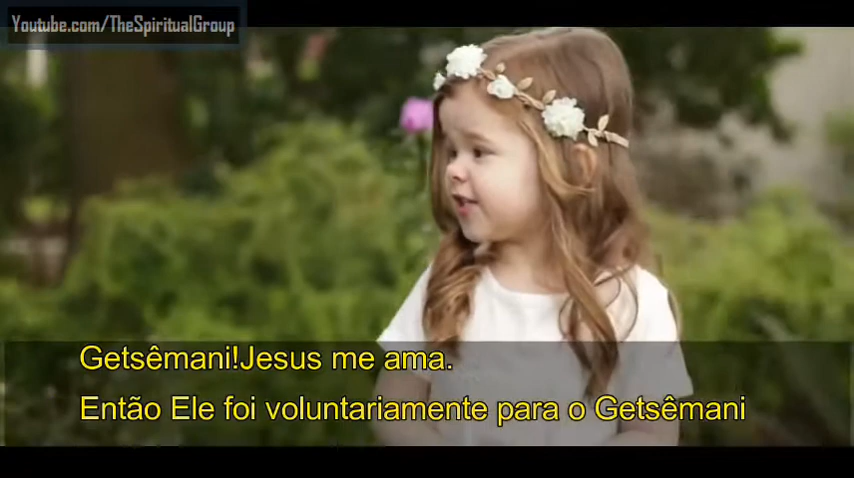 Youtube.com/TheSpiritualGroup
Getsêmani!Jesus me ama.
Então Ele foi voluntariamente para o Getsêmani